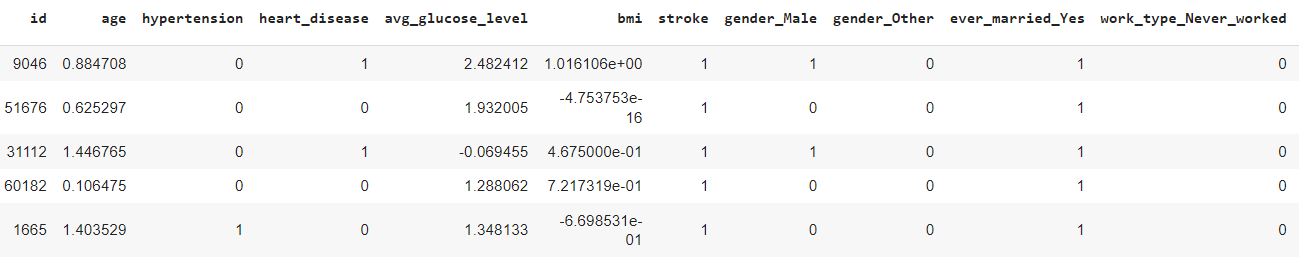 id age hypertension heart_disease avg_glucose_level bmi stroke gender_Male gender_Other ever_married_Yes work_type_Never_worked
9046 0.884708 0 1 2.482412 1.016106e+00 1 1 0 1 0
51676 0.625297 0 0 1.932005 -4.753753e-16 1 0 0 1 0
31112 1.446765 0 1 -0.069455 4.675000e-01 1 1 0 1 0
60182 0.106475 0 0 1.288062 7.217319e-01 1 0 0 1 0
1665 1.403529 1 0 1.348133 -6.698531e-01 1 0 0 1 0